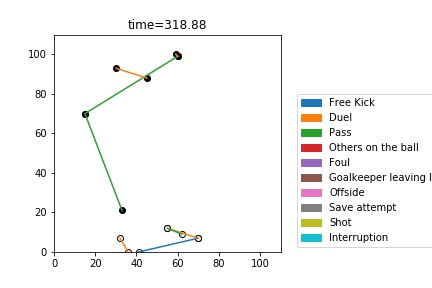 time=318.88
100
80
60
40
20
0
0 20 40 60 80 100
Free Kick
Duel
Pass
Others on the ball
Foul
Goalkeeper leaving l
Offside
Save attempt
Shot
Interruption